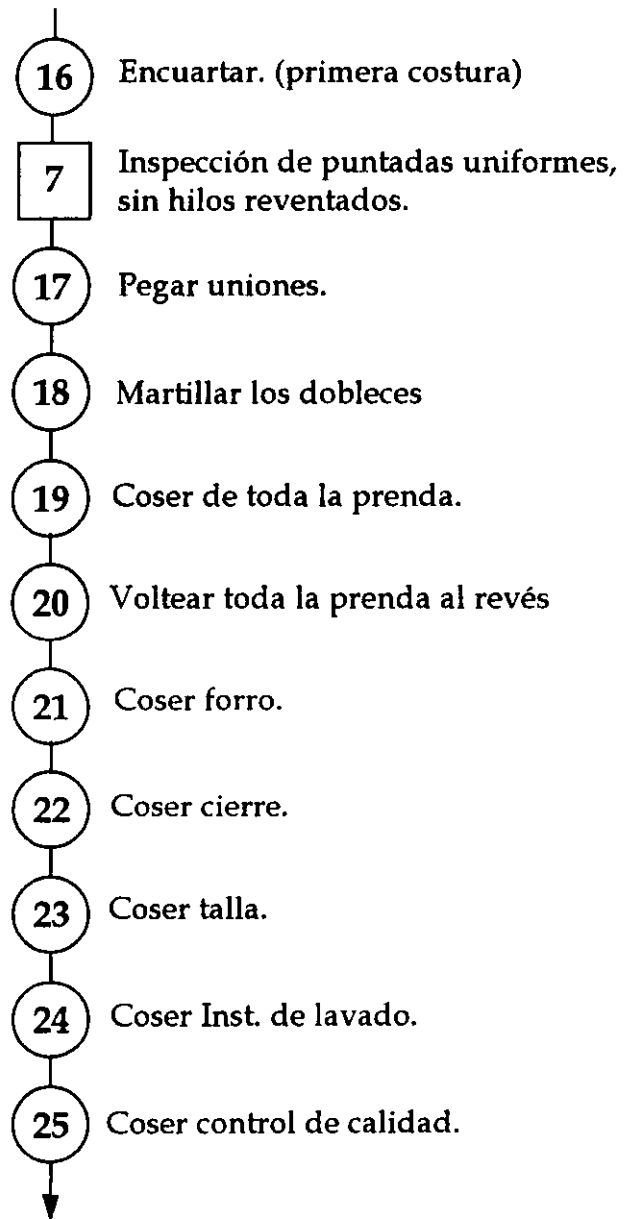 16 Encuartar. (primera costura)
7 Inspección de puntadas uniformes,
sin hilos reventados.
17 Pegar uniones.
18 Martillar los dobleces
19 Coser de toda la prenda.
20 Voltear toda la prenda al revés
21 Coser forro.
22 Coser cierre.
23 Coser talla.
24 Coser Inst. de lavado.
25 Coser control de calidad.